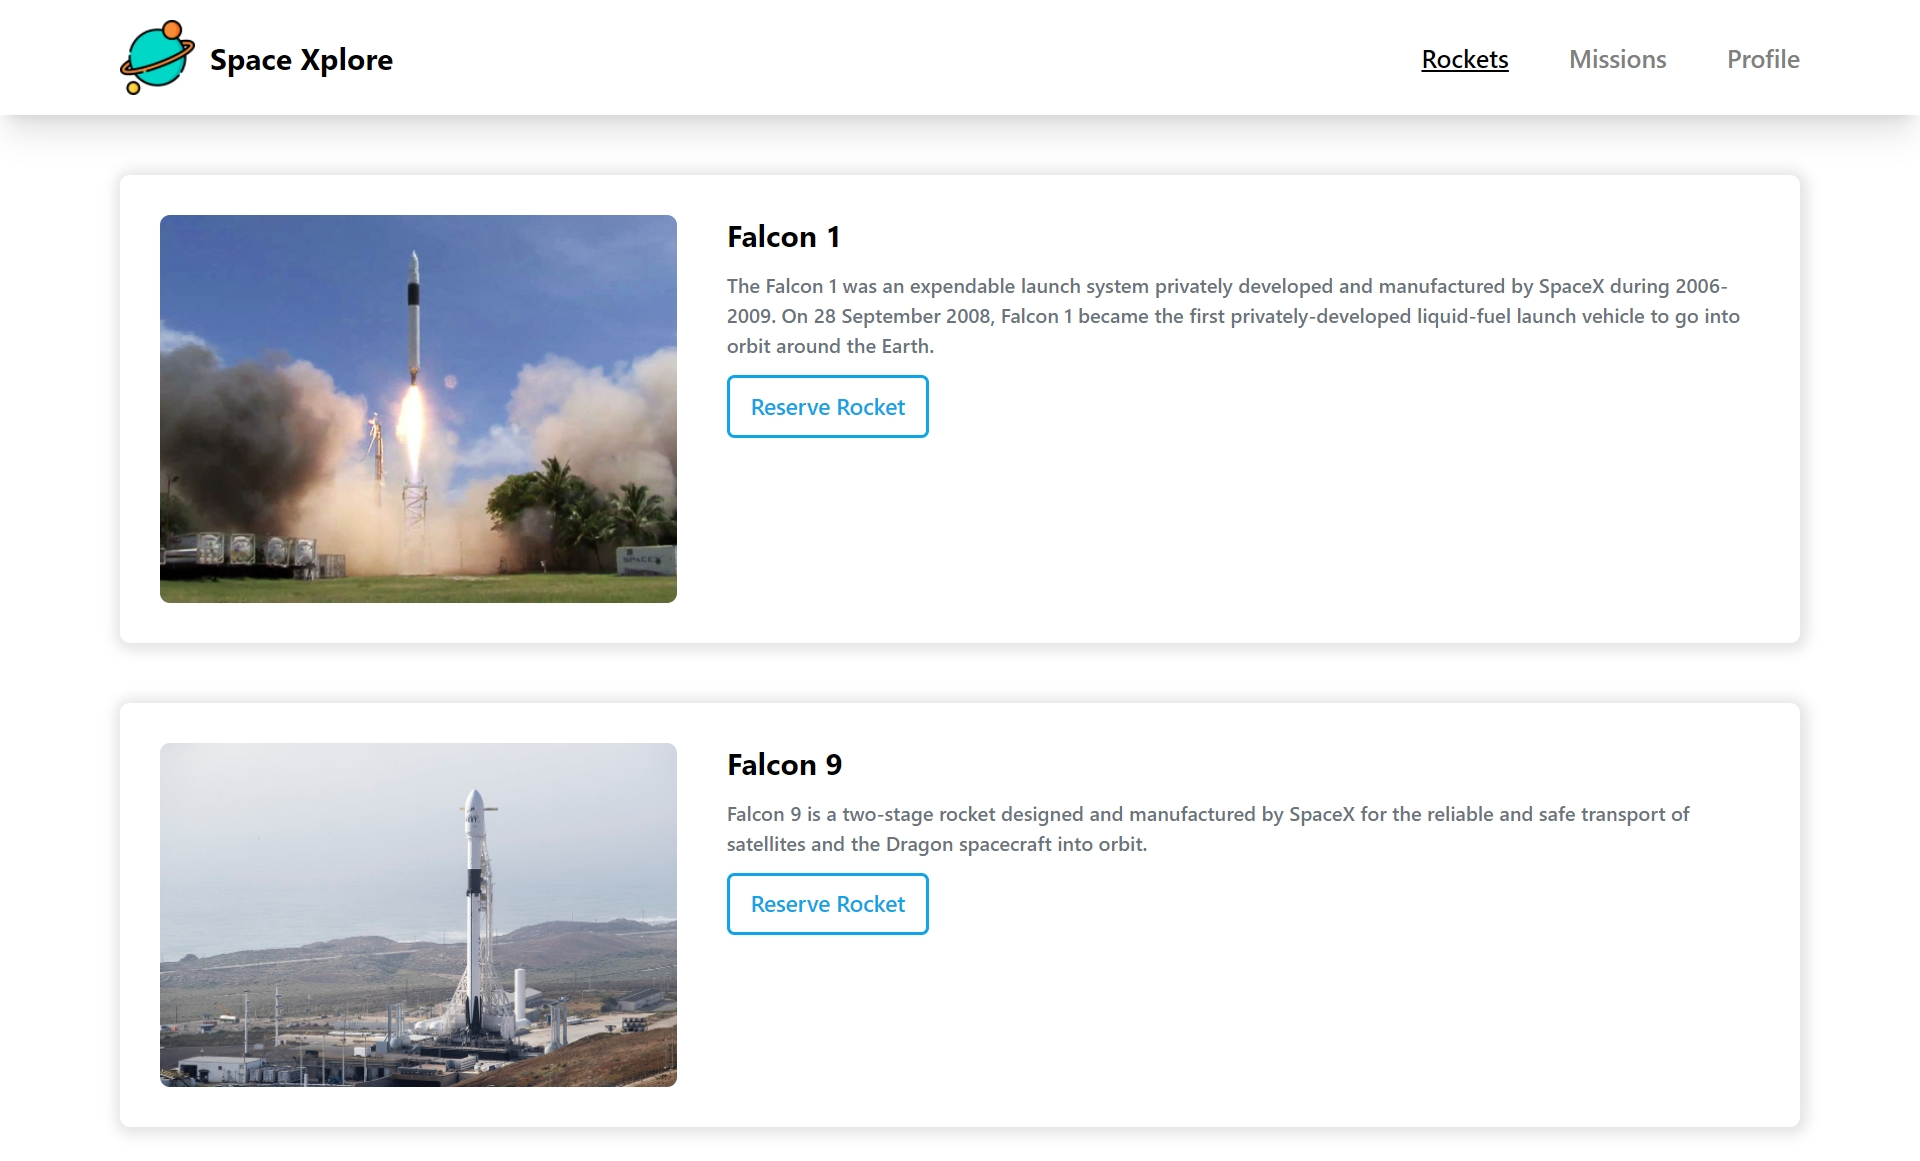 Space Xplore
Rockets
Missions
Profile
Falcon 1
The Falcon 1 was an expendable launch system privately developed and manufactured by SpaceX during 2006-
2009. On 28 September 2008, Falcon 1 became the first privately-developed liquid-fuel launch vehicle to go into
orbit around the Earth.
Reserve Rocket
SPACEX
Falcon 9
Falcon 9 is a two-stage rocket designed and manufactured by SpaceX for the reliable and safe transport of
satellites and the Dragon spacecraft into orbit.
Reserve Rocket